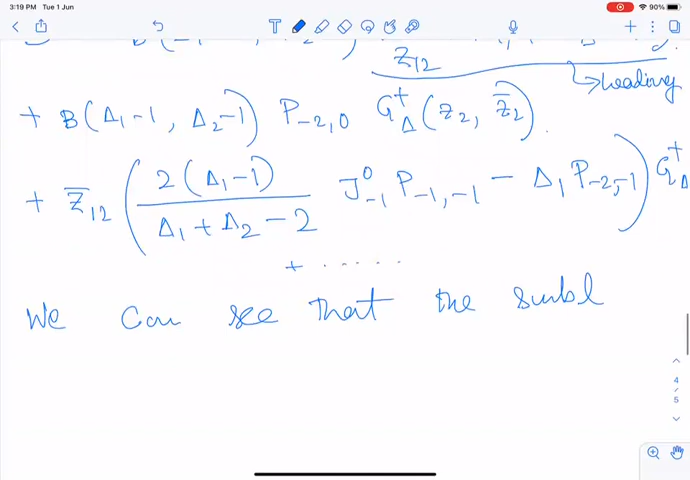 3:19 PM Tue 1 Jun
90%
Z12
→ leading
+ B(Δ1-1, Δ2-1) P-2,0 G+Δ(z2, z̄2).
+ z̄12 ( 2(Δ1-1) / Δ1 + Δ2 - 2 J0-1 P-1,-1 - Δ1 P-2,-1 ) G+Δ
+ ......
We can see that the subl
4
/
5